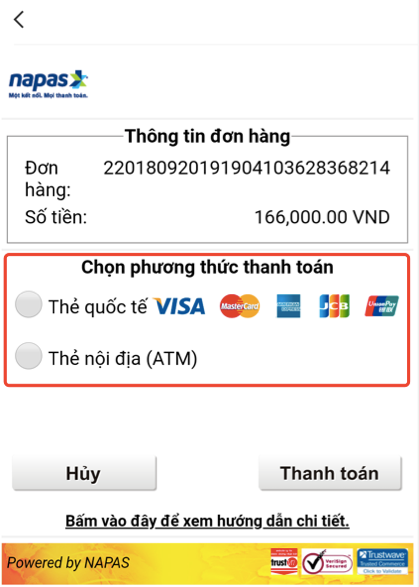 napas
Một kết nối. Mọi thanh toán.
Thông tin đơn hàng
Đơn hàng: 220180920191904103628368214
Số tiền: 166,000.00 VND
Chọn phương thức thanh toán
Thẻ quốc tế VISA MasterCard JCB UnionPay
Thẻ nội địa (ATM)
Hủy Thanh toán
Bấm vào đây để xem hướng dẫn chi tiết.
Powered by NAPAS
trust
VeriSign Secured
Trustwave
Trusted Commerce
Click to Validate